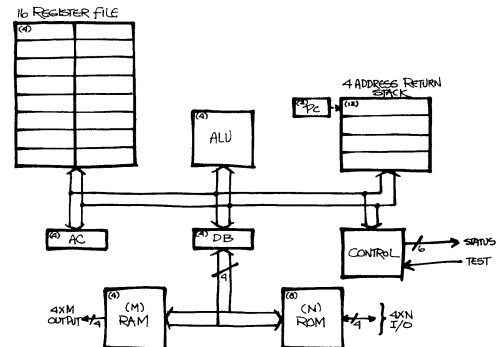 16 REGISTER FILE
(4)
4 ADDRESS RETURN
STACK
PC
(12)
(4)
ALU
(4) AC
(4) DB
CONTROL
6
STATUS
TEST
4
4XM
OUTPUT
4
(4)
(M)
RAM
(8)
(N)
ROM
4
4XN
I/O